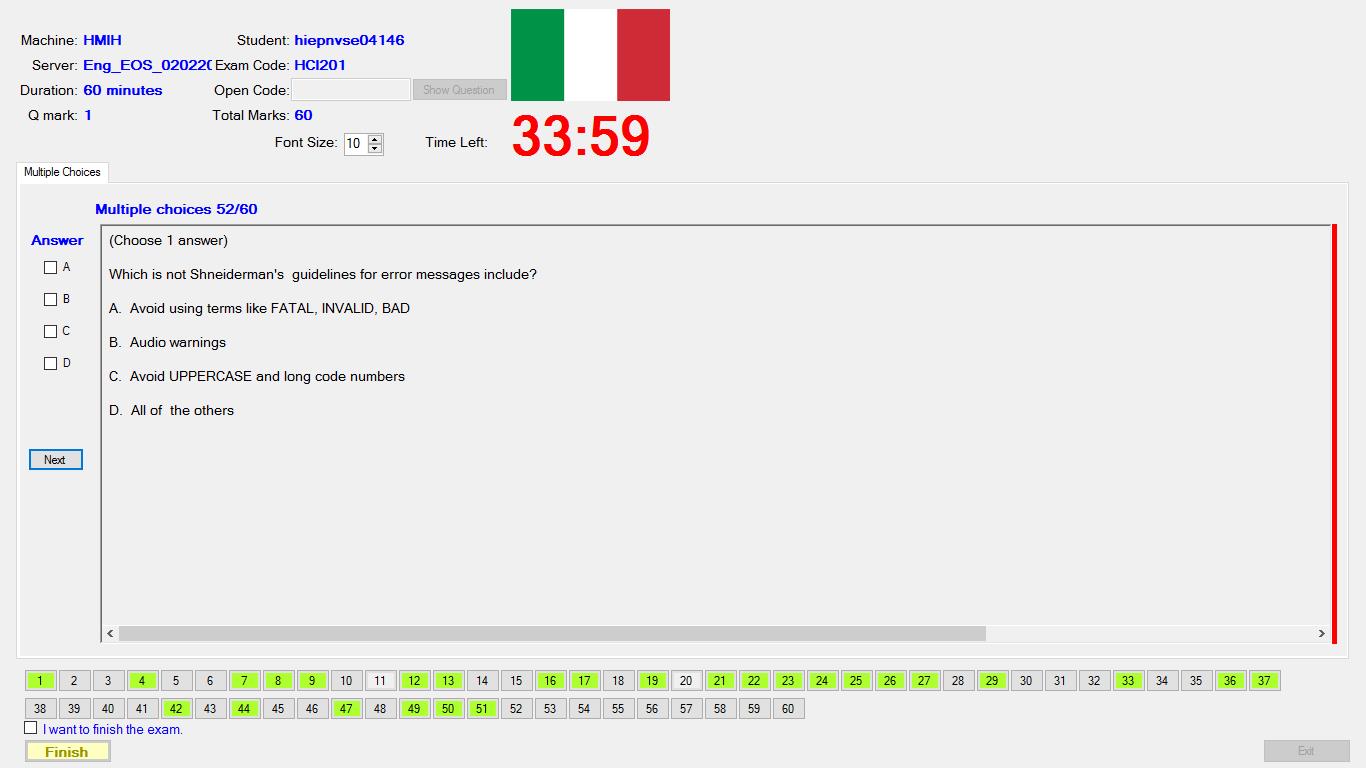 Machine: HMIH Student: hiepnvse04146
Server: Eng_EOS_02022 Exam Code: HCI201
Duration: 60 minutes Open Code: Show Question
Q mark: 1 Total Marks: 60
Font Size: 10 Time Left: 33:59
Multiple Choices
Multiple choices 52/60
Answer
(Choose 1 answer)
A
Which is not Shneiderman's  guidelines for error messages include?
B
A.  Avoid using terms like FATAL, INVALID, BAD
C
B.  Audio warnings
D
C.  Avoid UPPERCASE and long code numbers
D.  All of  the others
Next
1 2 3 4 5 6 7 8 9 10 11 12 13 14 15 16 17 18 19 20 21 22 23 24 25 26 27 28 29 30 31 32 33 34 35 36 37
38 39 40 41 42 43 44 45 46 47 48 49 50 51 52 53 54 55 56 57 58 59 60
I want to finish the exam.
Finish Exit